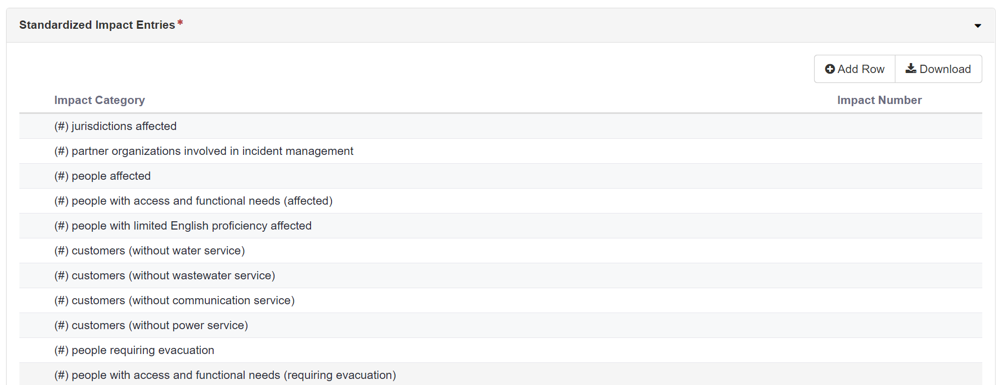 Standardized Impact Entries*
Add Row Download
Impact Category Impact Number
(#) jurisdictions affected
(#) partner organizations involved in incident management
(#) people affected
(#) people with access and functional needs (affected)
(#) people with limited English proficiency affected
(#) customers (without water service)
(#) customers (without wastewater service)
(#) customers (without communication service)
(#) customers (without power service)
(#) people requiring evacuation
(#) people with access and functional needs (requiring evacuation)